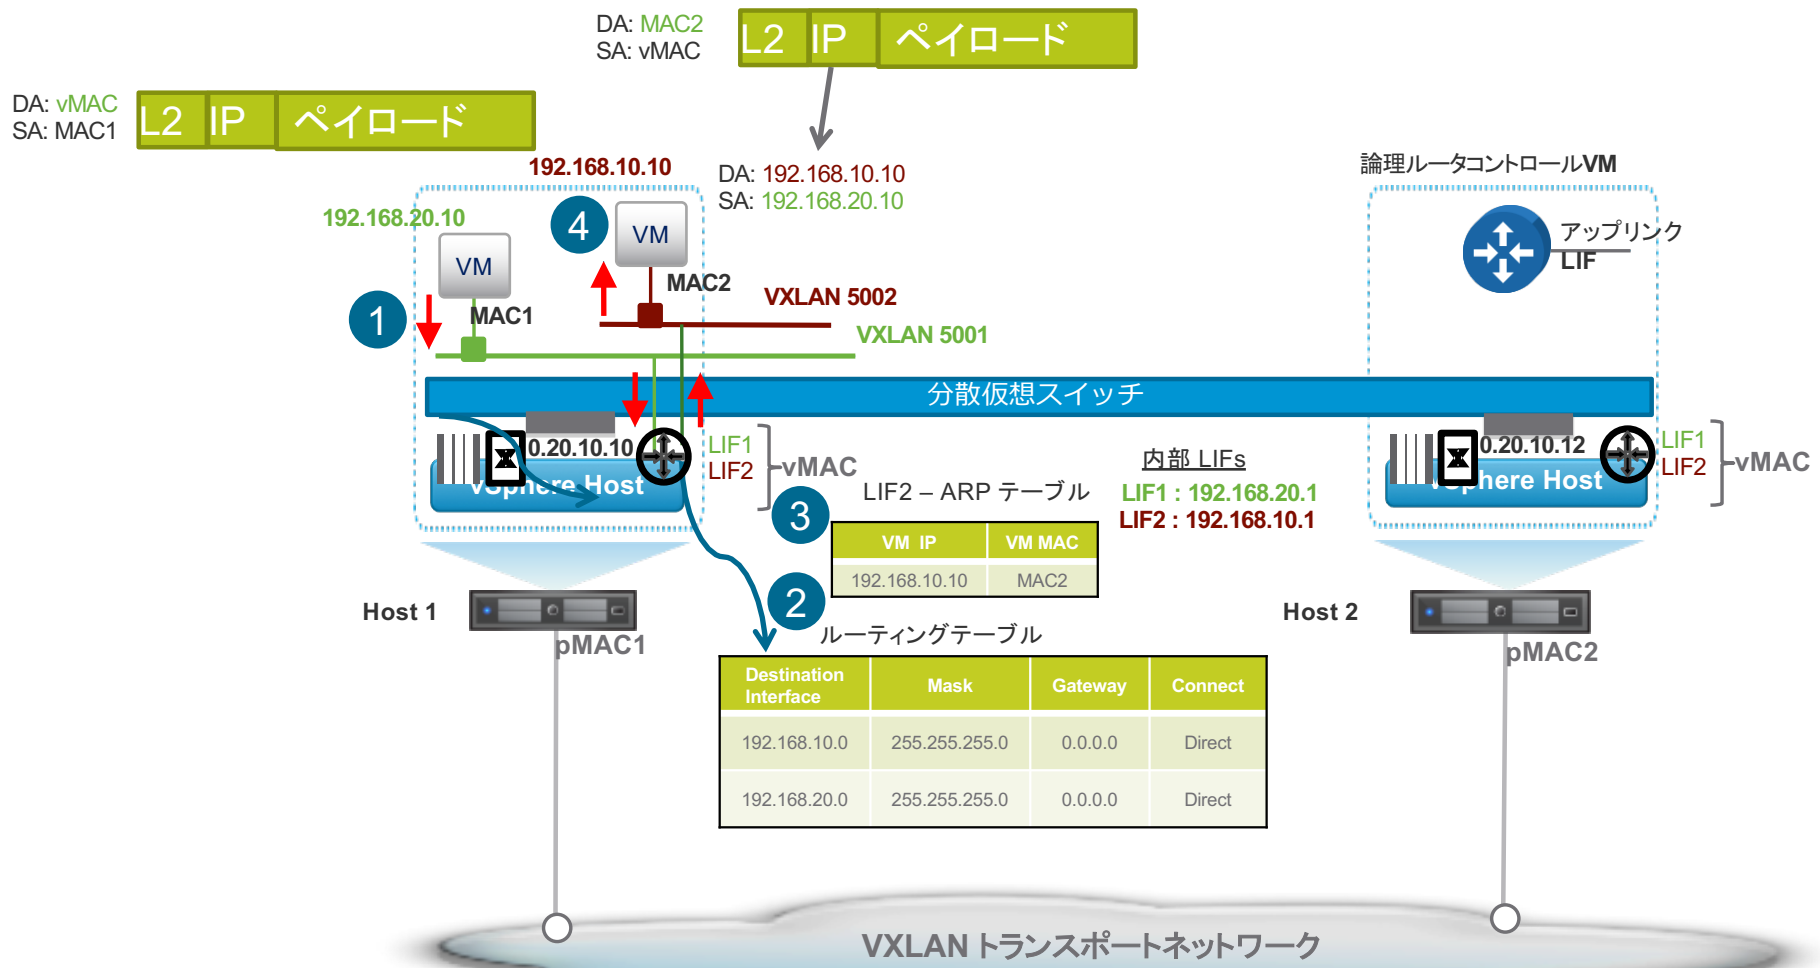 DA: MAC2
SA: vMAC
L2 IP ペイロード
DA: vMAC
SA: MAC1
L2 IP ペイロード
192.168.10.10
DA: 192.168.10.10
SA: 192.168.20.10
論理ルータコントロールVM
192.168.20.10
4
VM
VM
アップリンク
LIF
MAC2
VXLAN 5002
1
MAC1
VXLAN 5001
分散仮想スイッチ
0.20.10.10
LIF1
LIF2
vMAC
vSphere Host
内部 LIFs
LIF1 : 192.168.20.1
LIF2 : 192.168.10.1
0.20.10.12
LIF1
LIF2
vMAC
vSphere Host
3
LIF2 – ARP テーブル
VM IP VM MAC
192.168.10.10 MAC2
2
Host 1
pMAC1
Host 2
pMAC2
ルーティングテーブル
Destination Interface Mask Gateway Connect
192.168.10.0 255.255.255.0 0.0.0.0 Direct
192.168.20.0 255.255.255.0 0.0.0.0 Direct
VXLAN トランスポートネットワーク